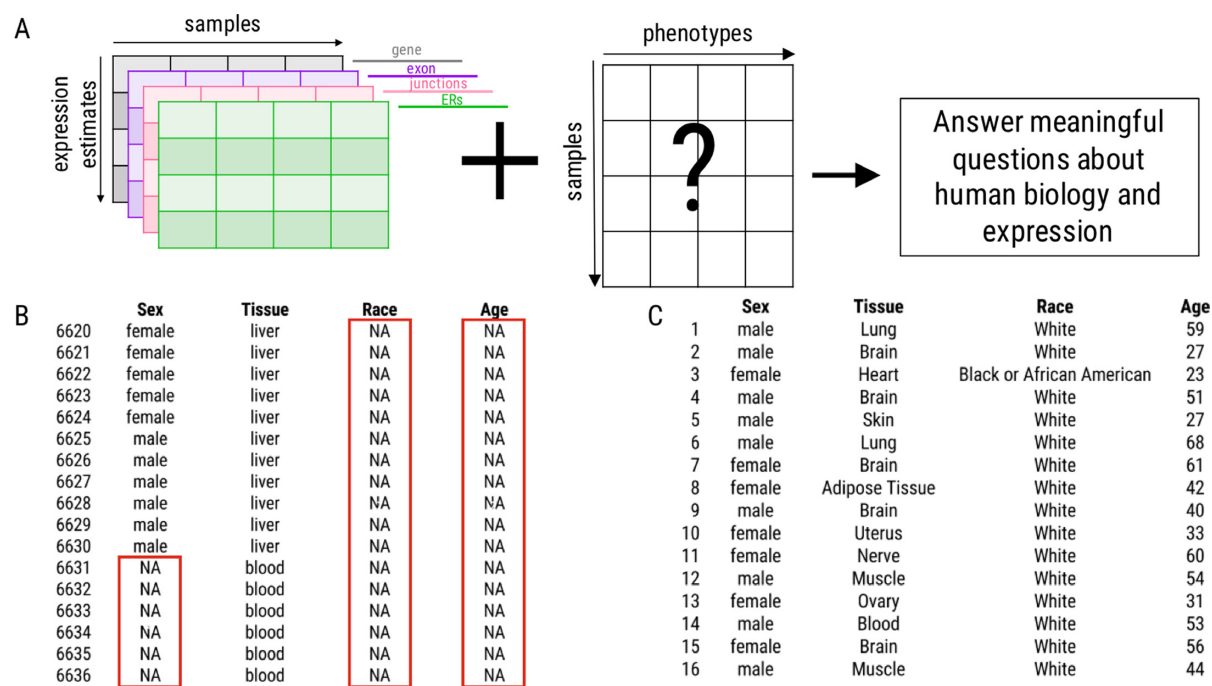 A
samples
expression
estimates
gene
exon
junctions
ERs
+
phenotypes
samples
?
Answer meaningful
questions about
human biology and
expression
B
Sex Tissue Race Age
6620 female liver NA NA
6621 female liver NA NA
6622 female liver NA NA
6623 female liver NA NA
6624 female liver NA NA
6625 male liver NA NA
6626 male liver NA NA
6627 male liver NA NA
6628 male liver NA NA
6629 male liver NA NA
6630 male liver NA NA
6631 NA blood NA NA
6632 NA blood NA NA
6633 NA blood NA NA
6634 NA blood NA NA
6635 NA blood NA NA
6636 NA blood NA NA
C
Sex Tissue Race Age
1 male Lung White 59
2 male Brain White 27
3 female Heart Black or African American 23
4 male Brain White 51
5 male Skin White 27
6 male Lung White 68
7 female Brain White 61
8 female Adipose Tissue White 42
9 male Brain White 40
10 female Uterus White 33
11 female Nerve White 60
12 male Muscle White 54
13 female Ovary White 31
14 male Blood White 53
15 female Brain White 56
16 male Muscle White 44